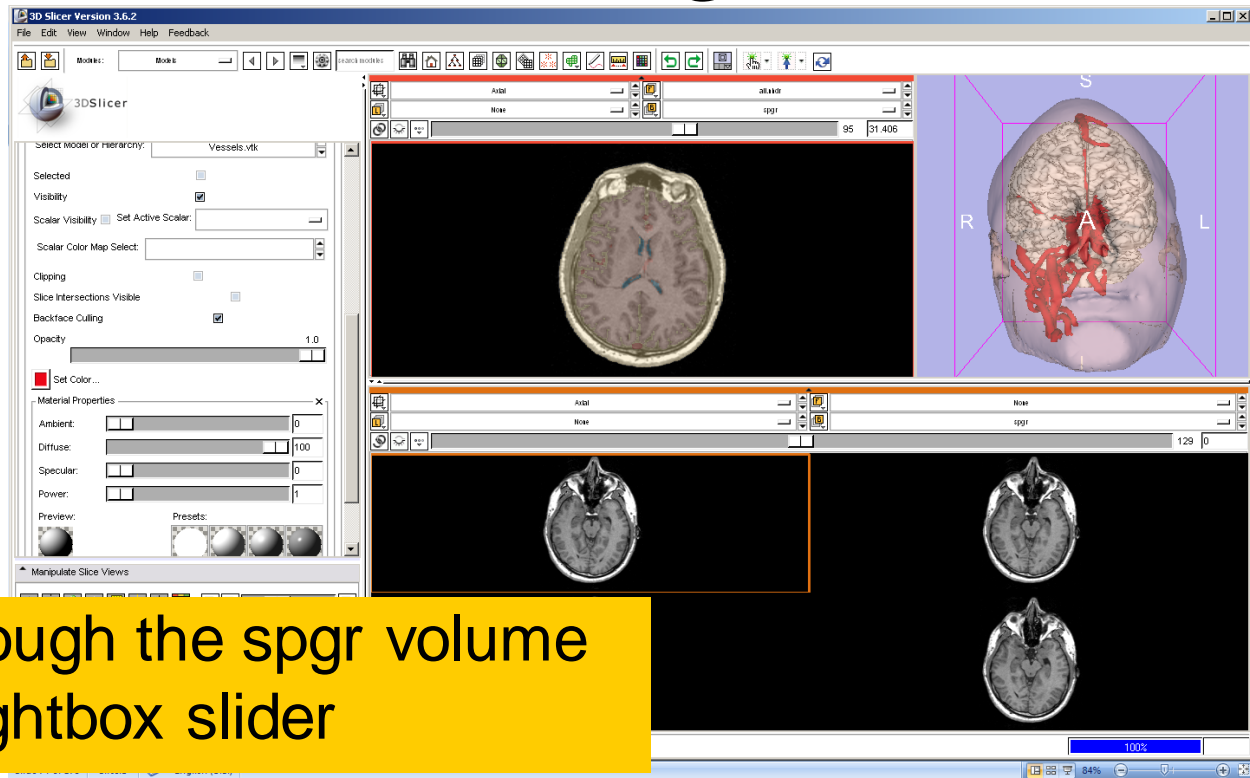 3D Slicer Version 3.6.2
File Edit View Window Help Feedback
Modules: Models search modules
3DSlicer
Select Model or Hierarchy: Vessels.vtk
Selected
Visibility
Scalar Visibility Set Active Scalar:
Scalar Color Map Select:
Clipping
Slice Intersections Visible
Backface Culling
Opacity 1.0
Set Color...
Material Properties
Ambient: 0
Diffuse: 100
Specular: 0
Power: 1
Preview: Presets:
Manipulate Slice Views
Axial all.nhdr
None spgr
95 31.406
S
R A L
I
Axial None
None spgr
129 0
ough the spgr volume
ghtbox slider
100%
84%